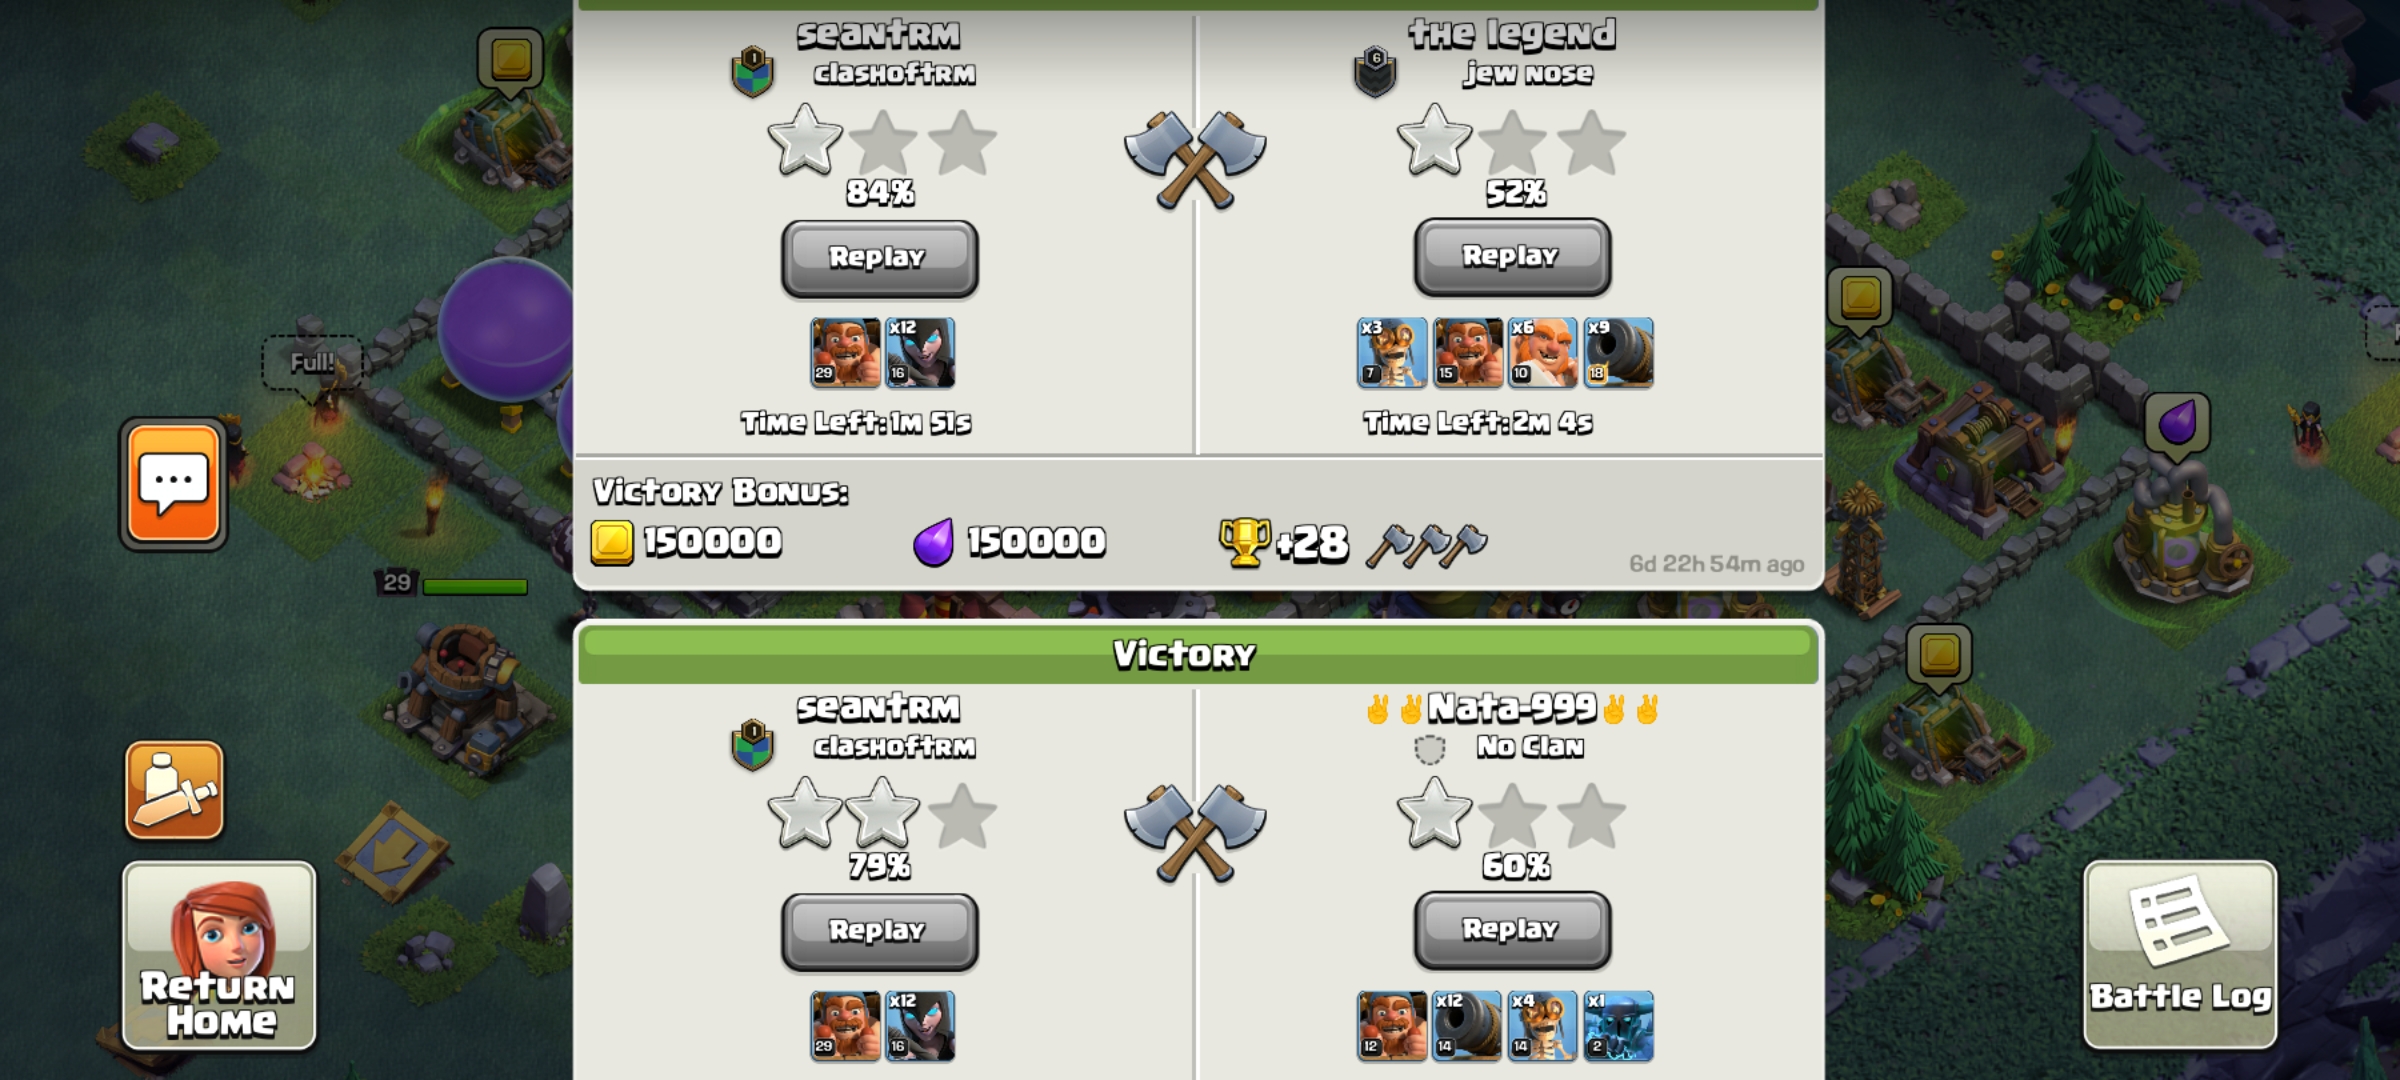 seantRM
clashoftRM
84%
Replay
x12
29
16
Time Left: 1m 51s
the legend
6
jew nose
52%
Replay
x3
x6
x9
7
15
10
18
Time Left: 2m 4s
Full!
Victory Bonus:
150000
150000
+28
6d 22h 54m ago
29
Victory
seantRM
clashoftRM
79%
Replay
x12
29
16
✌✌Nata-999✌✌
No Clan
60%
Replay
x12
x4
x1
12
14
14
2
Return
Home
Battle Log